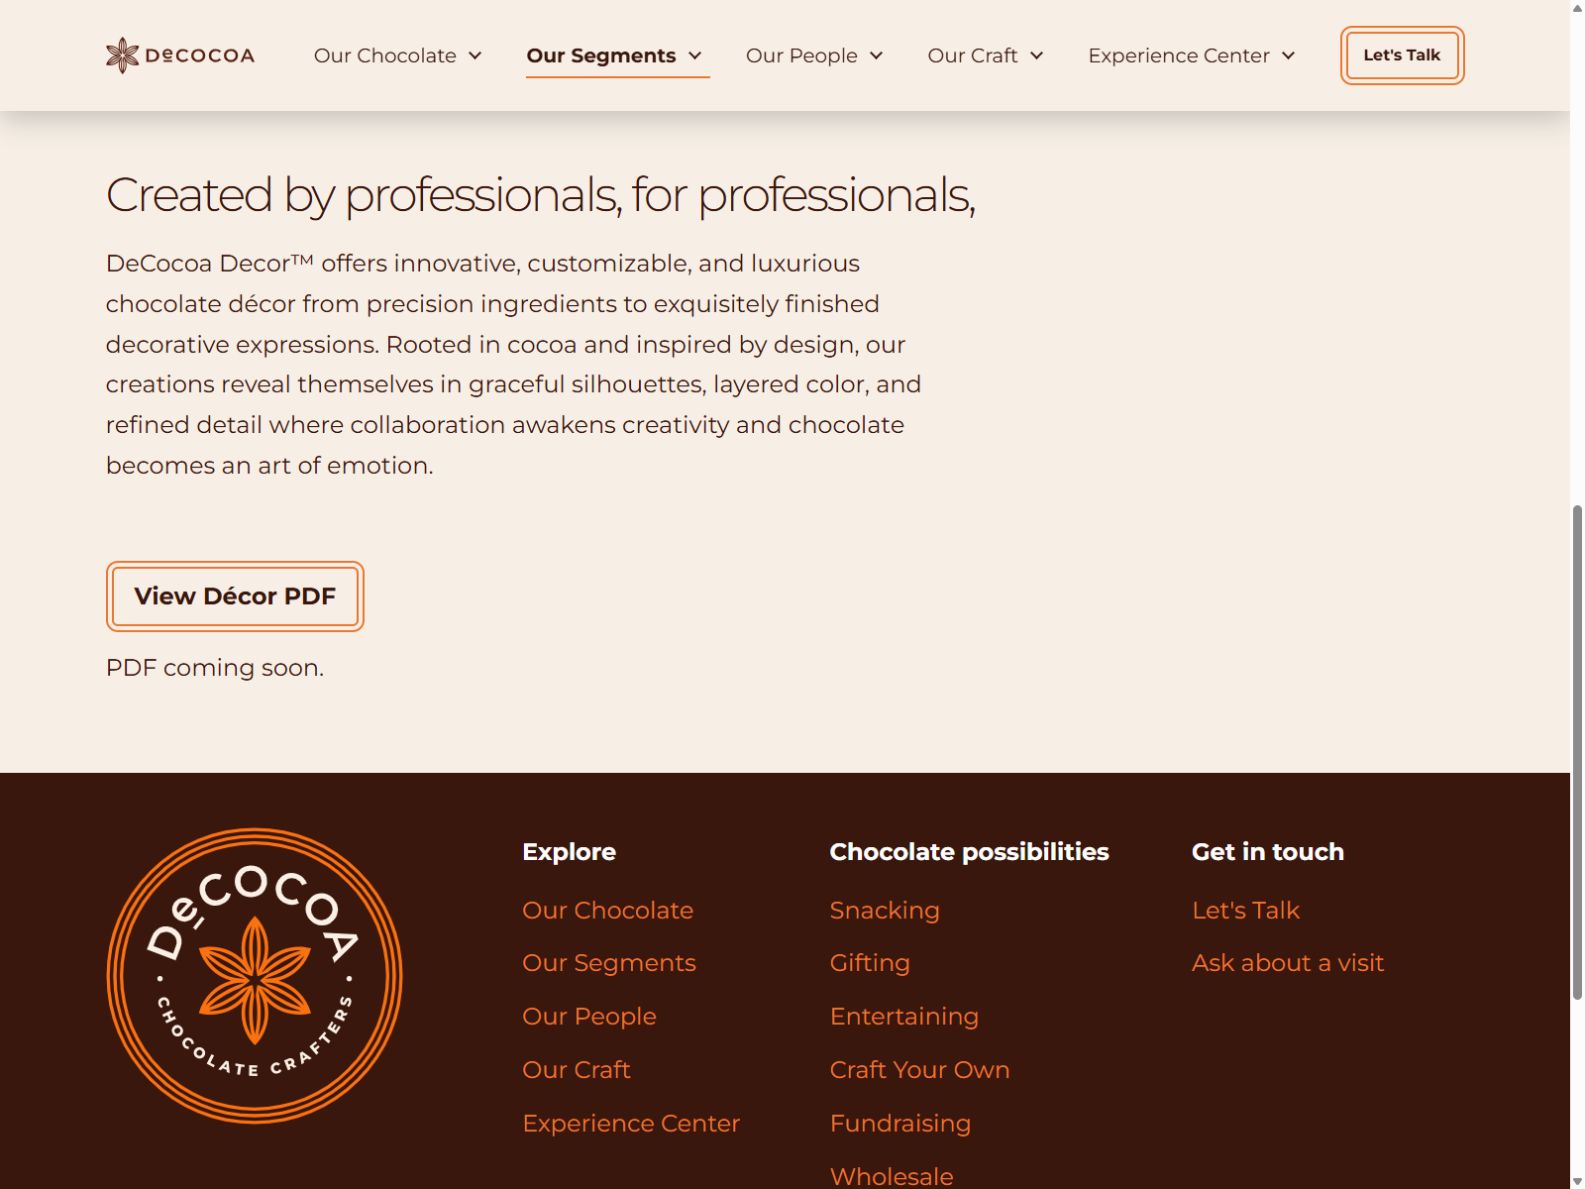 DeCOCOA
Our Chocolate
Our Segments
Our People
Our Craft
Experience Center
Let's Talk
Created by professionals, for professionals,
DeCocoa Decor™ offers innovative, customizable, and luxurious
chocolate décor from precision ingredients to exquisitely finished
decorative expressions. Rooted in cocoa and inspired by design, our
creations reveal themselves in graceful silhouettes, layered color, and
refined detail where collaboration awakens creativity and chocolate
becomes an art of emotion.
View Décor PDF
PDF coming soon.
DeCOCOA
• CHOCOLATE CRAFTERS •
Explore
Our Chocolate
Our Segments
Our People
Our Craft
Experience Center
Chocolate possibilities
Snacking
Gifting
Entertaining
Craft Your Own
Fundraising
Wholesale
Get in touch
Let's Talk
Ask about a visit